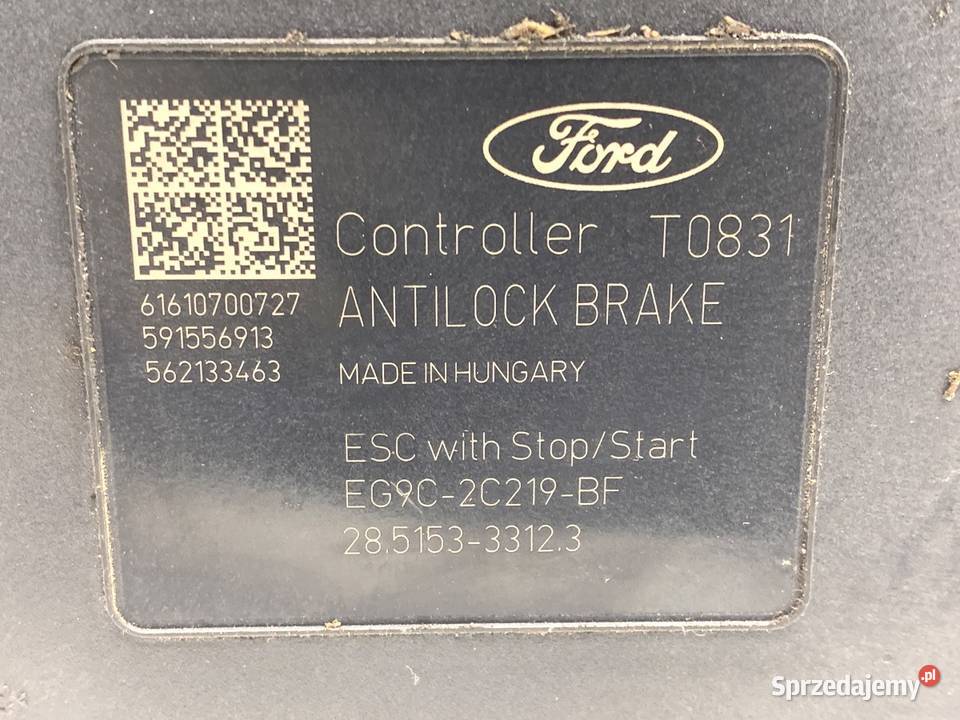 Ford
Controller T0831
61610700727
ANTILOCK BRAKE
591556913
562133463
MADE IN HUNGARY
ESC with Stop/Start
EG9C-2C219-BF
28.5153-3312.3
Sprzedajemy.pl